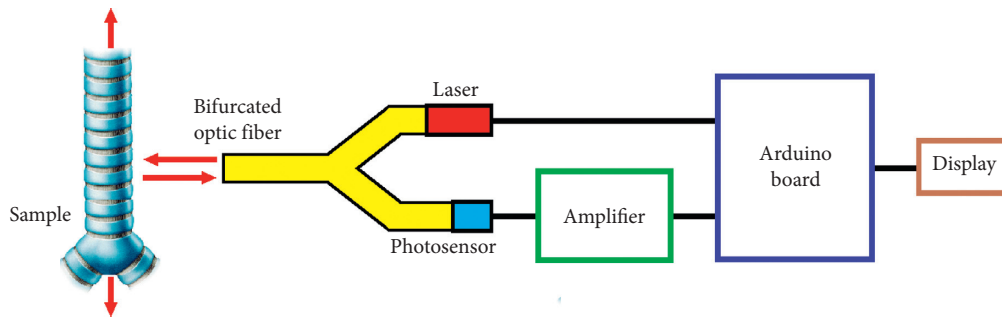 Sample
Bifurcated
optic fiber
Laser
Photosensor
Amplifier
Arduino
board
Display